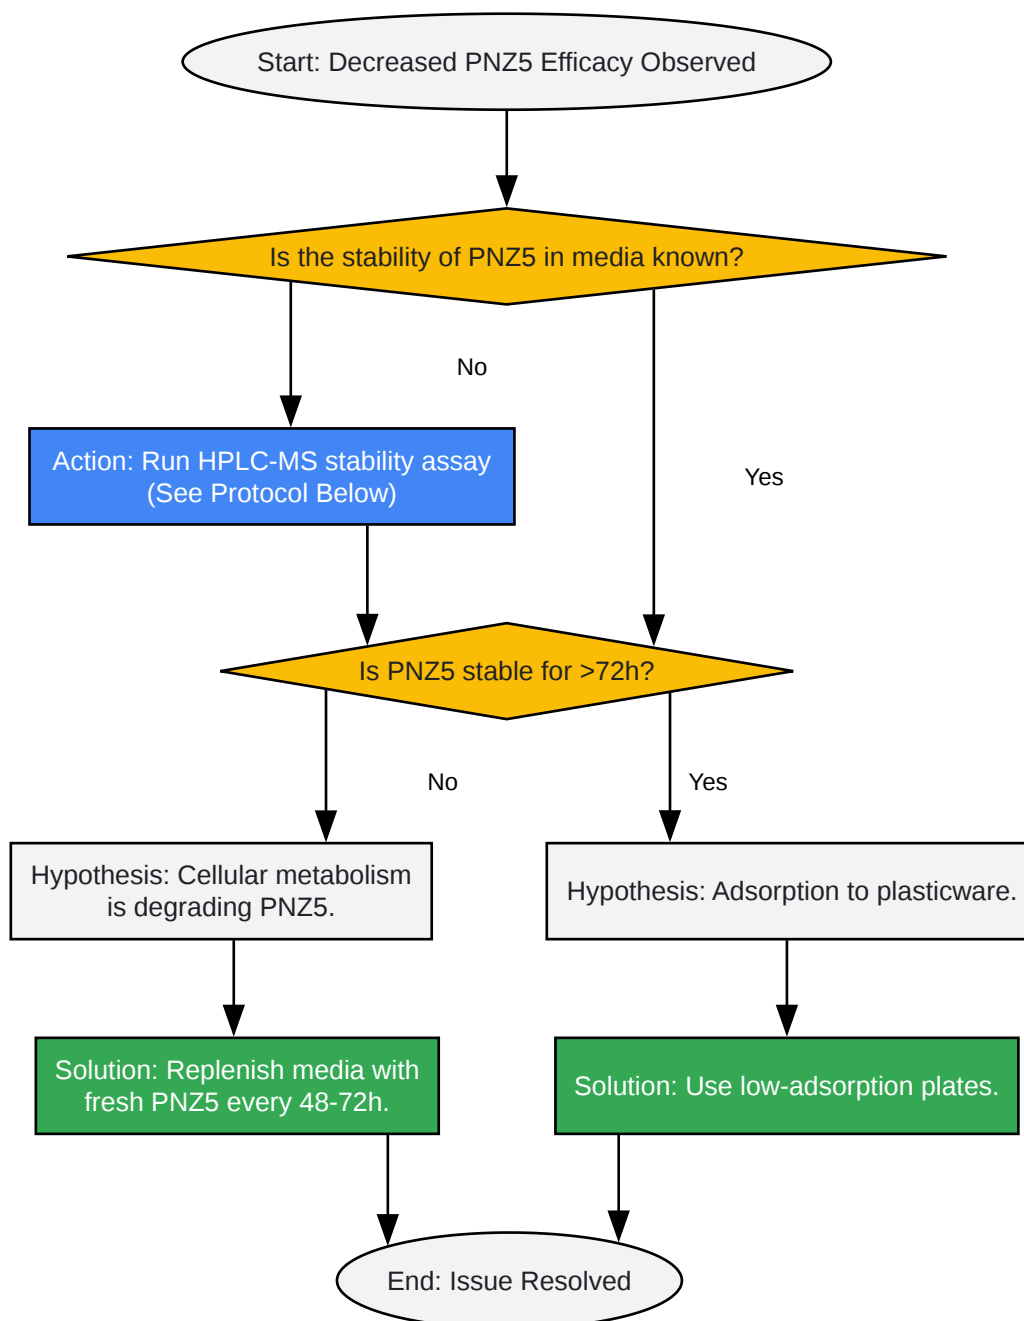 Start: Decreased PNZ5 Efficacy Observed
Is the stability of PNZ5 in media known?
No
Action: Run HPLC-MS stability assay
(See Protocol Below)
Yes
Is PNZ5 stable for >72h?
No
Yes
Hypothesis: Cellular metabolism
is degrading PNZ5.
Hypothesis: Adsorption to plasticware.
Solution: Replenish media with
fresh PNZ5 every 48-72h.
Solution: Use low-adsorption plates.
End: Issue Resolved